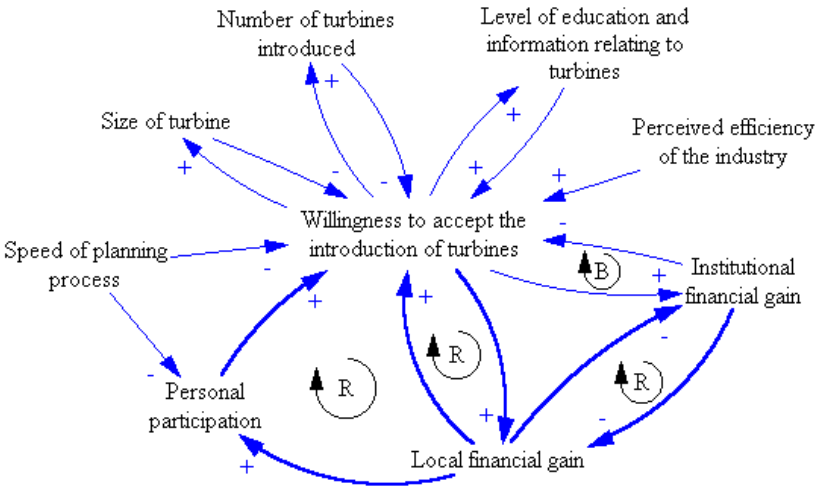 Number of turbines
introduced
Level of education and
information relating to
turbines
+
+
Size of turbine
+
Perceived efficiency
of the industry
+
-
-
+
+
-
Willingness to accept the
introduction of turbines
Speed of planning
process
-
-
B
+
Institutional
financial gain
+
+
R
R
-
R
-
Personal
participation
+
-
Local financial gain
+